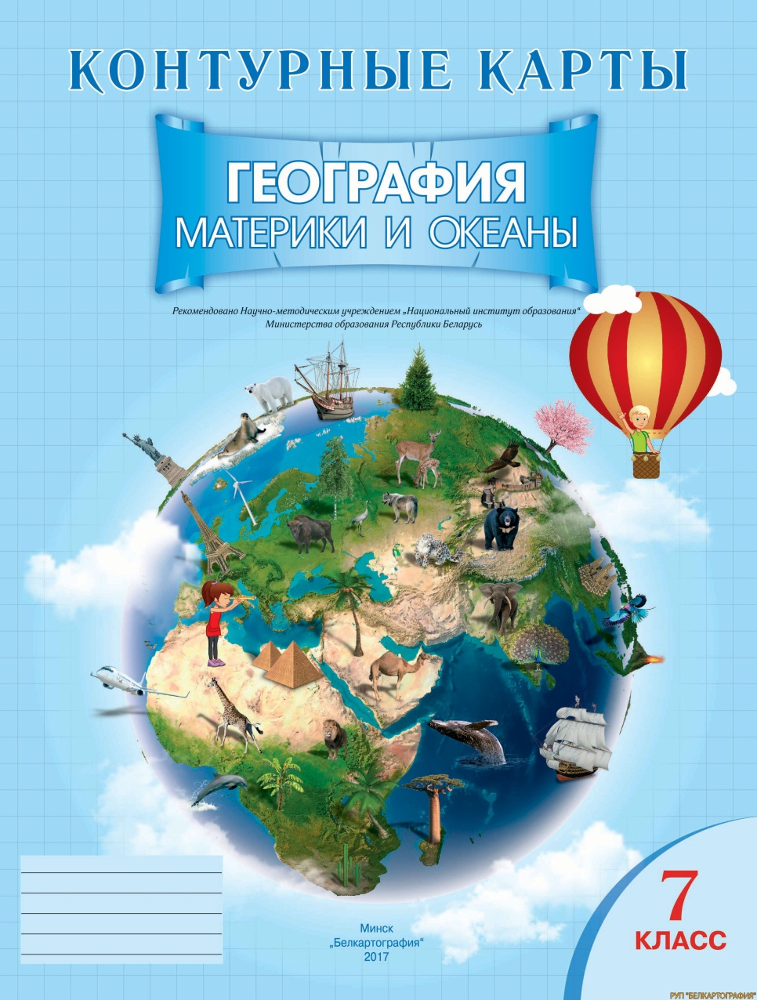 КОНТУРНЫЕ КАРТЫ
ГЕОГРАФИЯ
МАТЕРИКИ И ОКЕАНЫ
Рекомендовано Научно-методическим учреждением „Национальный институт образования“
Министерства образования Республики Беларусь
7
КЛАСС
Минск
„Белкартография“
2017
РУП "БЕЛКАРТОГРАФИЯ"